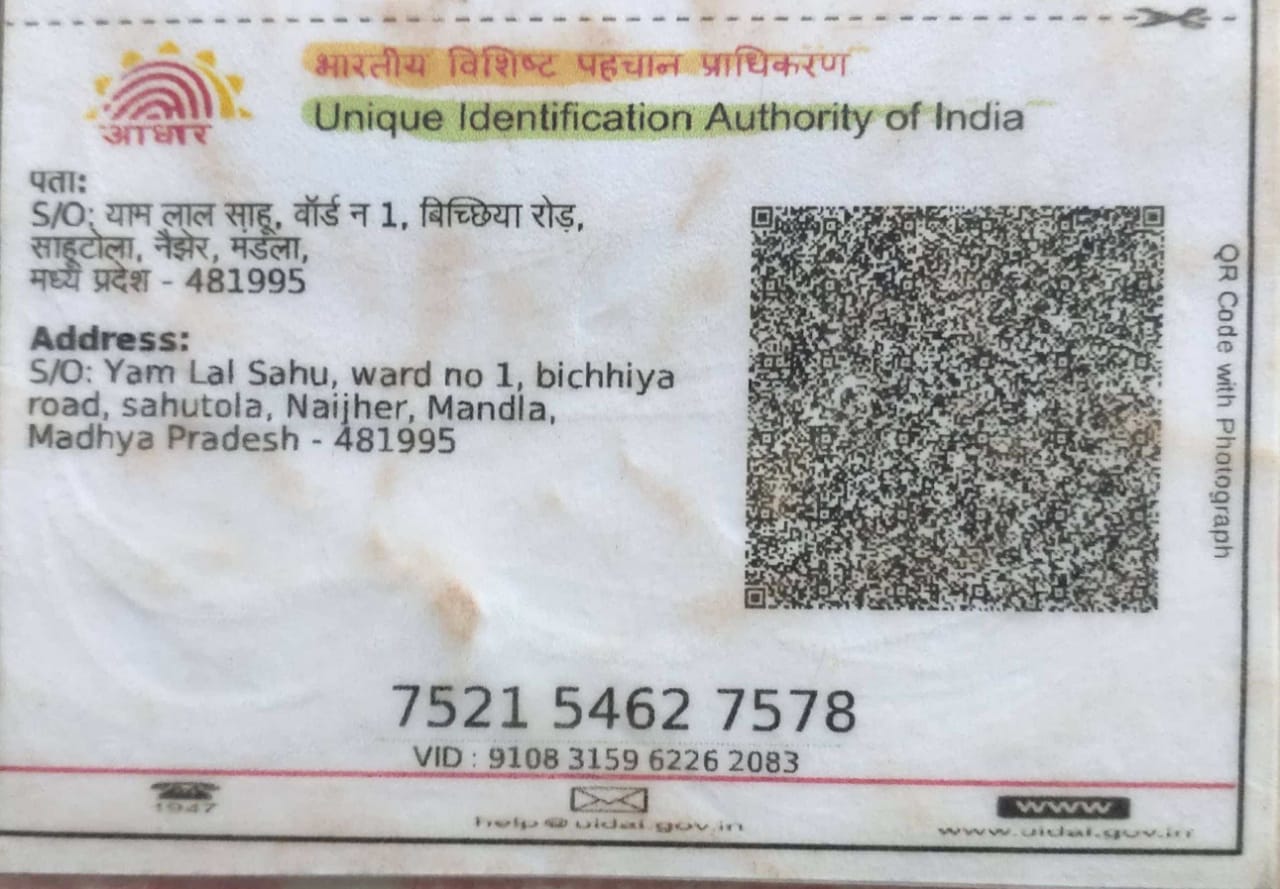 भारतीय विशिष्ट पहचान प्राधिकरण
Unique Identification Authority of India
आधार
पता:
S/O: याम लाल साहू, वॉर्ड न 1, बिच्छिया रोड़,
साहूटोला, नैझेर, मंडला,
मध्य प्रदेश - 481995
Address:
S/O: Yam Lal Sahu, ward no 1, bichhiya
road, sahutola, Naijher, Mandla,
Madhya Pradesh - 481995
QR Code with Photograph
7521 5462 7578
VID : 9108 3159 6226 2083
1947
help@uidai.gov.in
www
www.uidai.gov.in